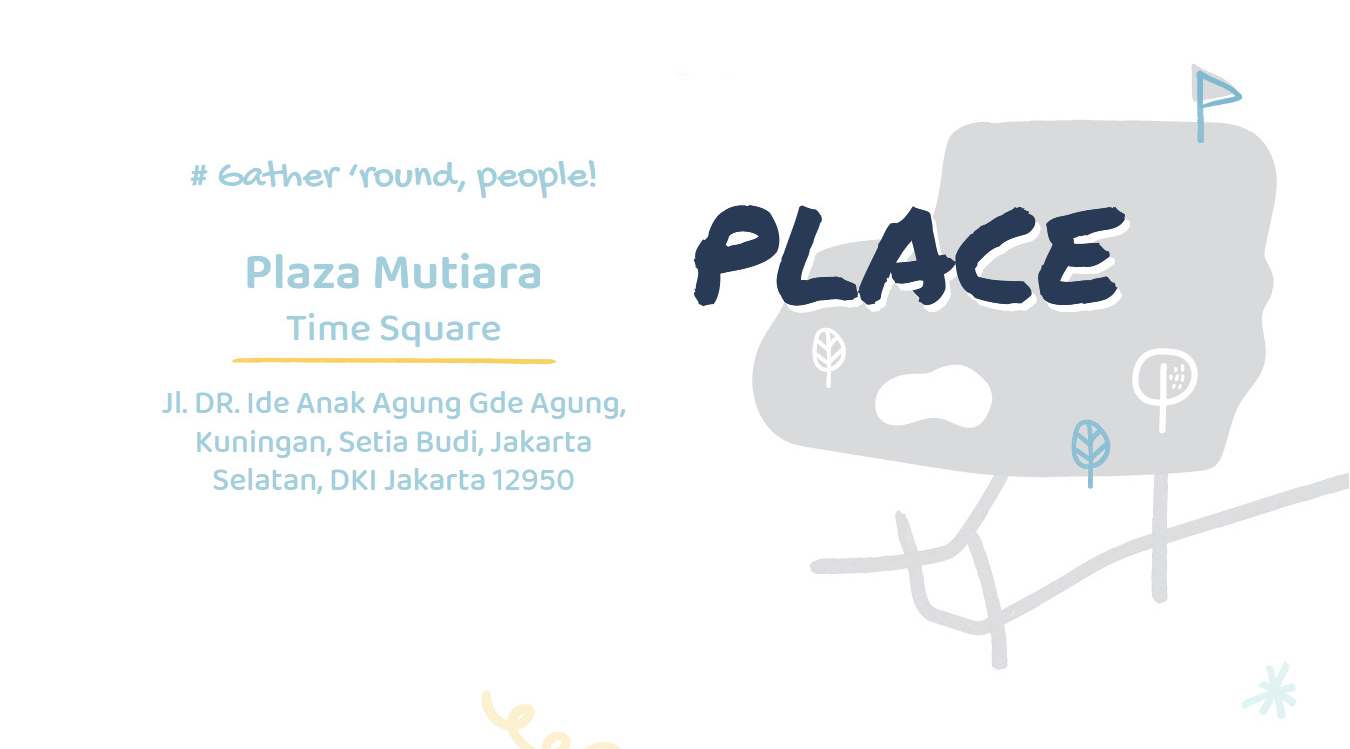 # Gather 'round, people!
Plaza Mutiara
Time Square
Jl. DR. Ide Anak Agung Gde Agung,
Kuningan, Setia Budi, Jakarta
Selatan, DKI Jakarta 12950
PLACE